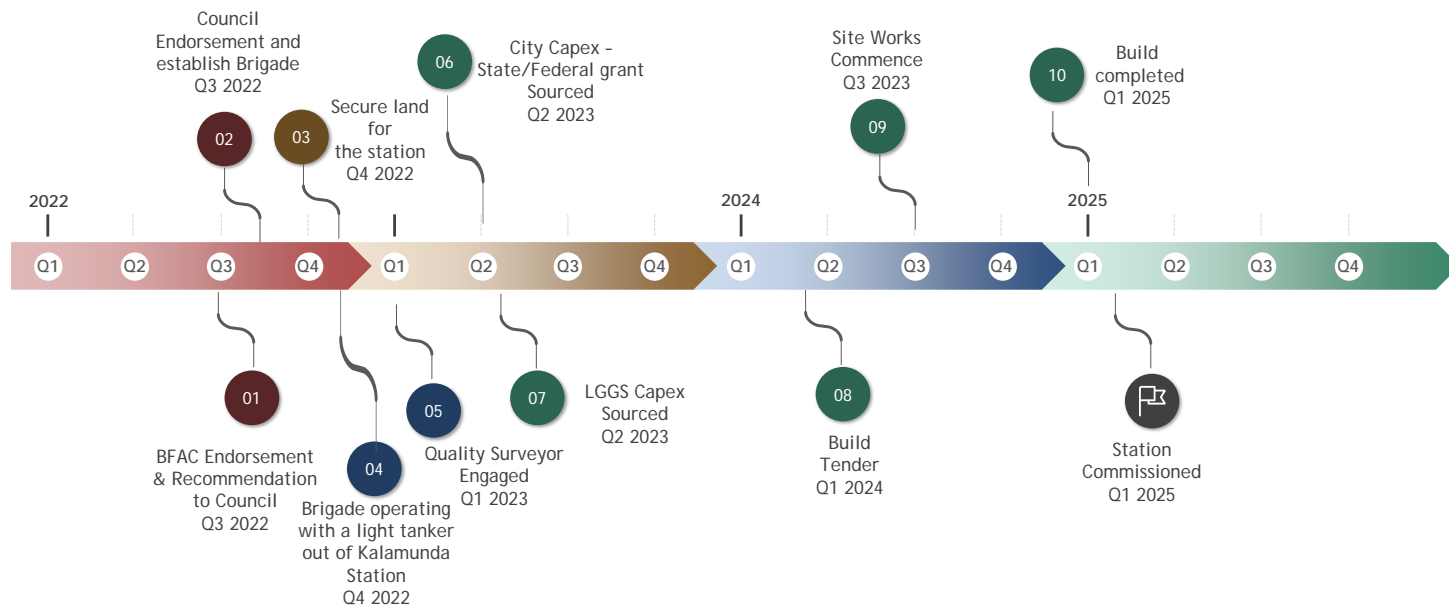 Council
Endorsement and
establish Brigade
Q3 2022
02
03
Secure land
for
the station
Q4 2022
06
City Capex –
State/Federal grant
Sourced
Q2 2023
Site Works
Commence
Q3 2023
09
10
Build
completed
Q1 2025
2022
2024
2025
Q1
Q2
Q3
Q4
Q1
Q2
Q3
Q4
Q1
Q2
Q3
Q4
Q1
Q2
Q3
Q4
01
BFAC Endorsement
& Recommendation
to Council
Q3 2022
04
Brigade operating
with a light tanker
out of Kalamunda
Station
Q4 2022
05
Quality Surveyor
Engaged
Q1 2023
07
LGGS Capex
Sourced
Q2 2023
08
Build
Tender
Q1 2024
Station
Commissioned
Q1 2025